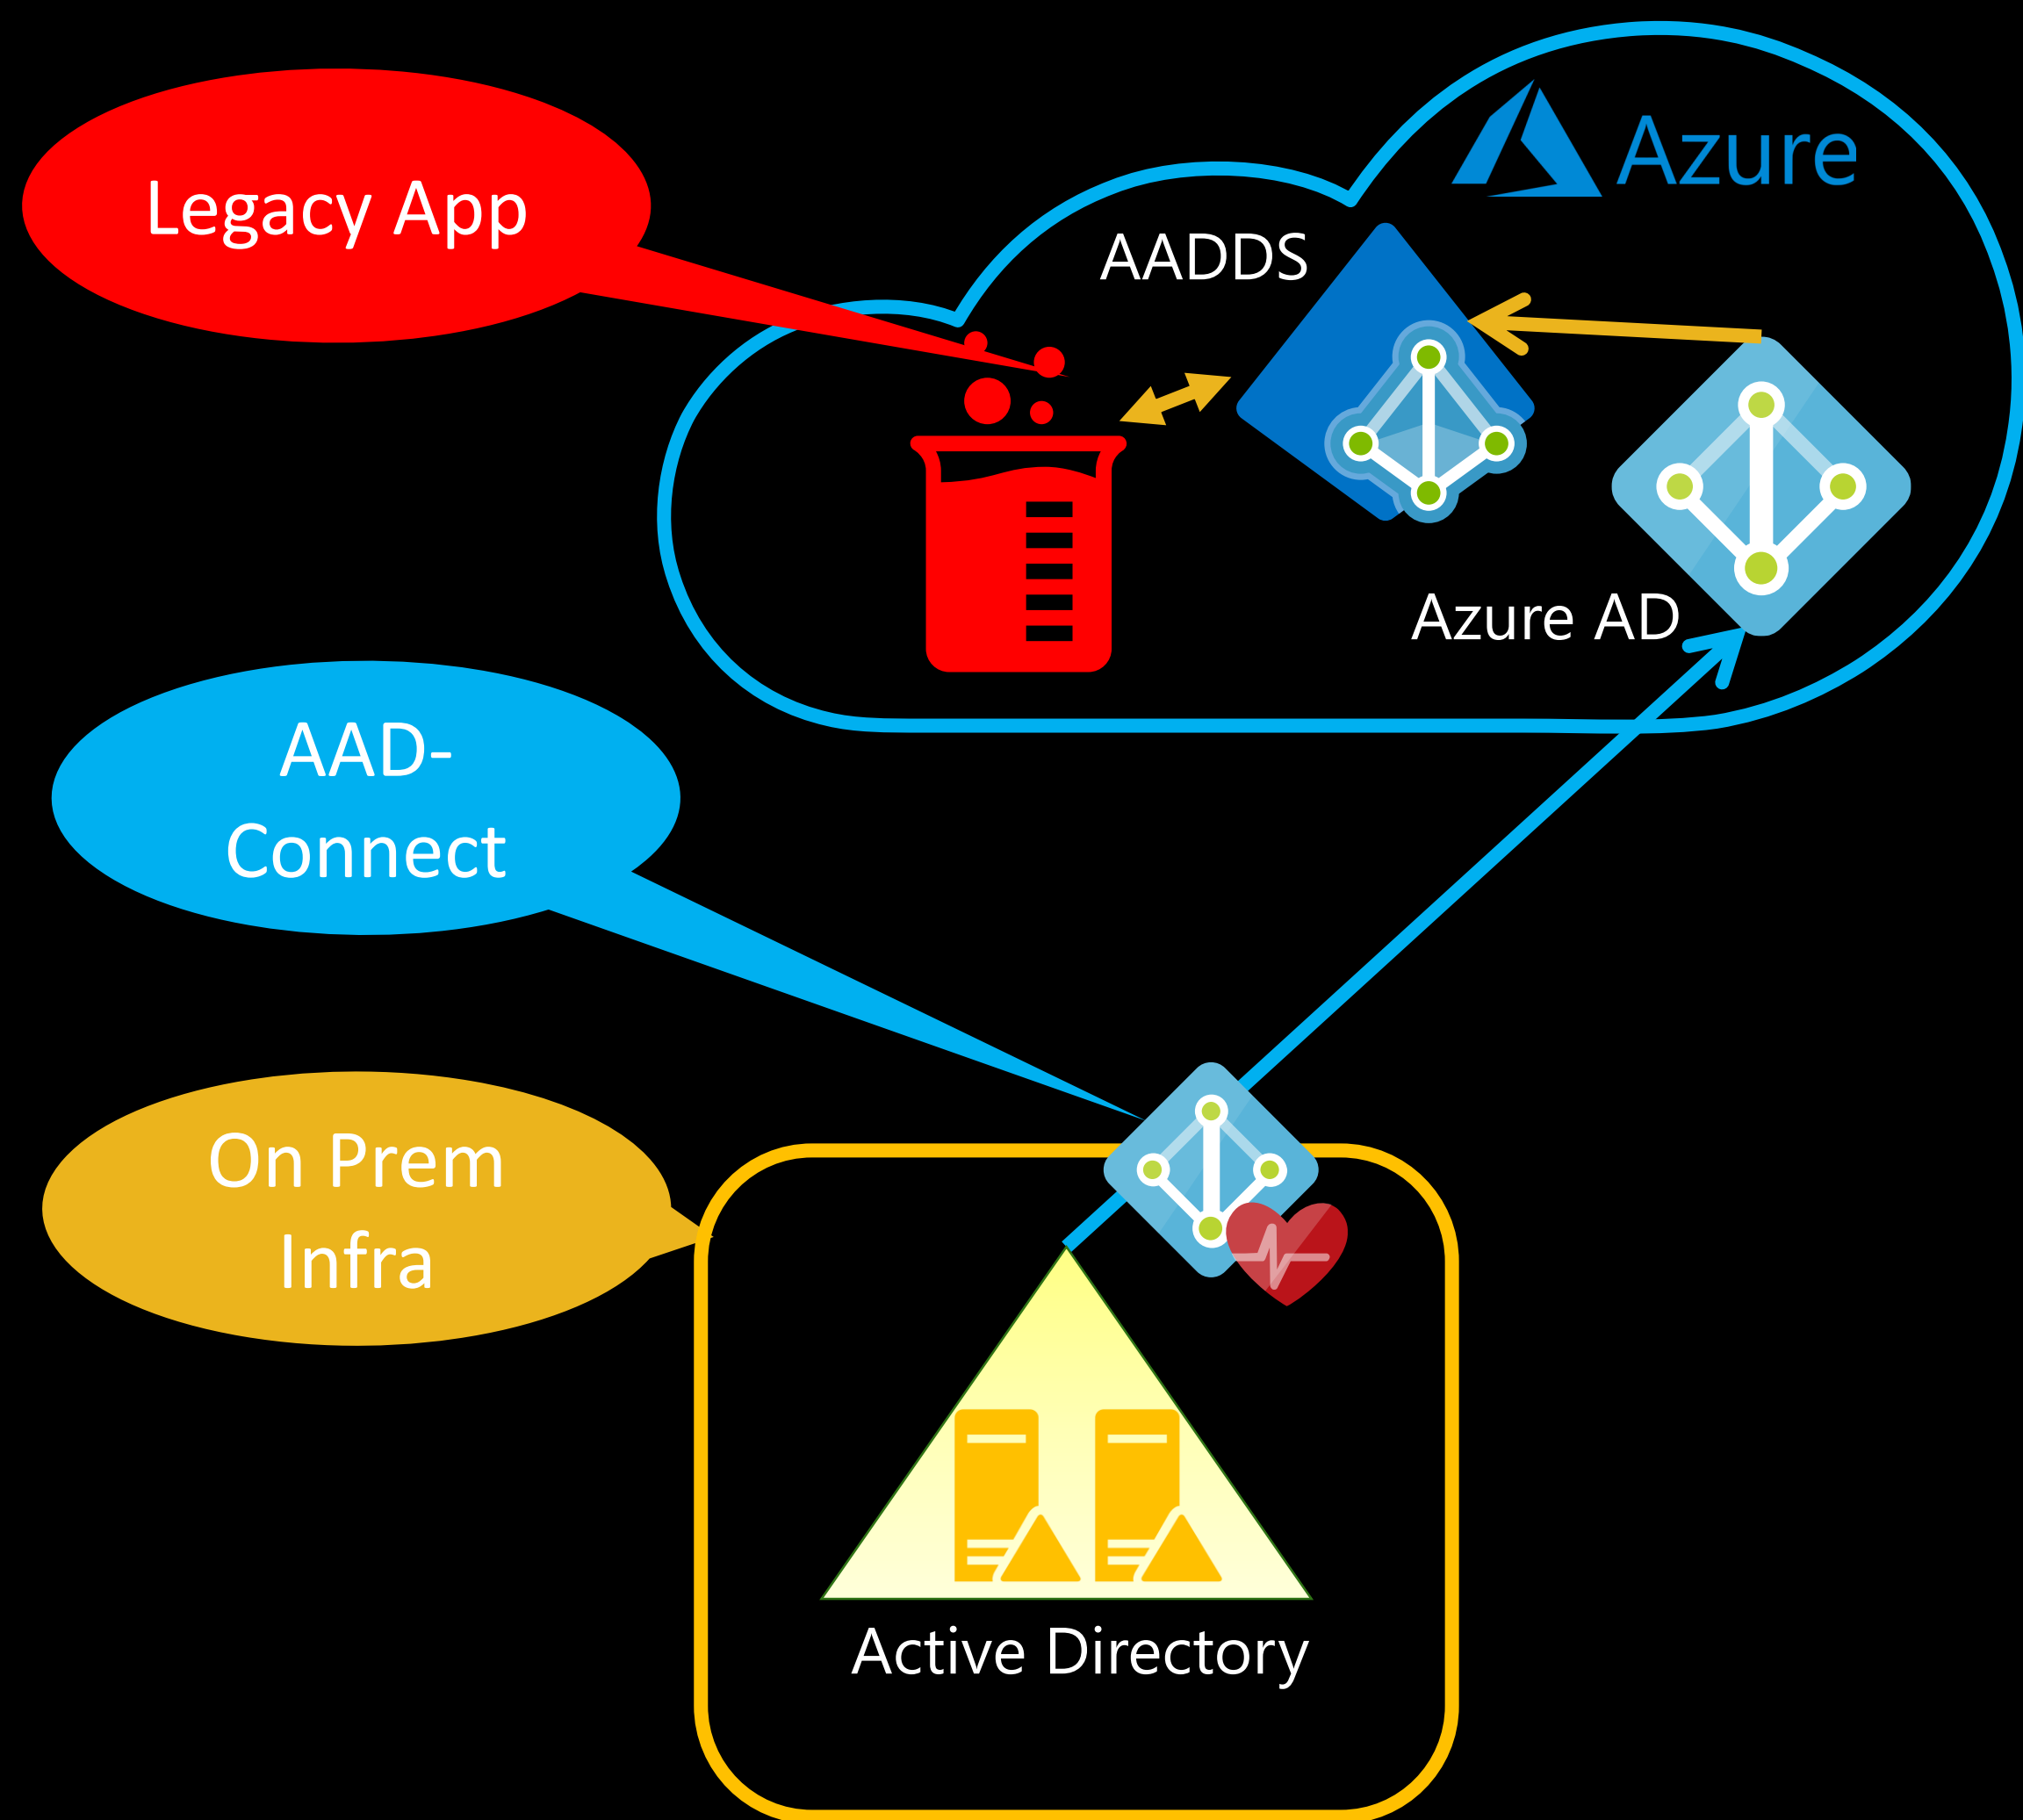 Azure
Legacy App
AADDS
Azure AD
AAD-
Connect
On Prem
Infra
Active Directory